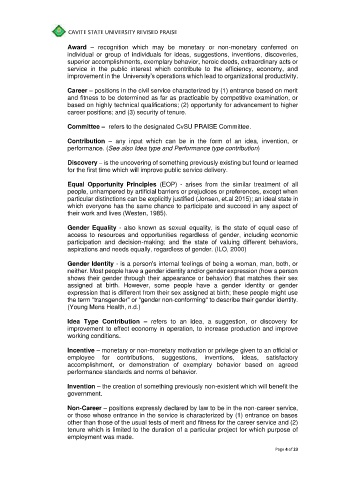 CAVITE STATE UNIVERSITY REVISED PRAISE
Award – recognition which may be monetary or non-monetary conferred on
individual or group of Individuals for ideas, suggestions, inventions, discoveries,
superior accomplishments, exemplary behavior, heroic deeds, extraordinary acts or
service in the public interest which contribute to the efficiency, economy, and
improvement in the University's operations which lead to organizational productivity.
Career – positions in the civil service characterized by (1) entrance based on merit
and fitness to be determined as far as practicable by competitive examination, or
based on highly technical qualifications; (2) opportunity for advancement to higher
career positions; and (3) security of tenure.
Committee – refers to the designated CvSU PRAISE Committee.
Contribution – any input which can be in the form of an idea, invention, or
performance. (See also Idea type and Performance type contribution)
Discovery – is the uncovering of something previously existing but found or learned
for the first time which will improve public service delivery.
Equal Opportunity Principles (EOP) - arises from the similar treatment of all
people, unhampered by artificial barriers or prejudices or preferences, except when
particular distinctions can be explicitly justified (Jonsen, et.al 2015); an ideal state in
which everyone has the same chance to participate and succeed in any aspect of
their work and lives (Westen, 1985).
Gender Equality - also known as sexual equality, is the state of equal ease of
access to resources and opportunities regardless of gender, including economic
participation and decision-making; and the state of valuing different behaviors,
aspirations and needs equally, regardless of gender. (ILO, 2000)
Gender Identity - is a person's internal feelings of being a woman, man, both, or
neither. Most people have a gender identity and/or gender expression (how a person
shows their gender through their appearance or behavior) that matches their sex
assigned at birth. However, some people have a gender identity or gender
expression that is different from their sex assigned at birth; these people might use
the term "transgender" or "gender non-conforming" to describe their gender identity.
(Young Mens Health, n.d.)
Idea Type Contribution – refers to an Idea, a suggestion, or discovery for
improvement to effect economy in operation, to increase production and improve
working conditions.
Incentive – monetary or non-monetary motivation or privilege given to an official or
employee for contributions, suggestions, inventions, ideas, satisfactory
accomplishment, or demonstration of exemplary behavior based on agreed
performance standards and norms of behavior.
Invention – the creation of something previously non-existent which will benefit the
government.
Non-Career – positions expressly declared by law to be in the non-career service,
or those whose entrance in the service is characterized by (1) entrance on bases
other than those of the usual tests of merit and fitness for the career service and (2)
tenure which is limited to the duration of a particular project for which purpose of
employment was made.
Page 4 of 23